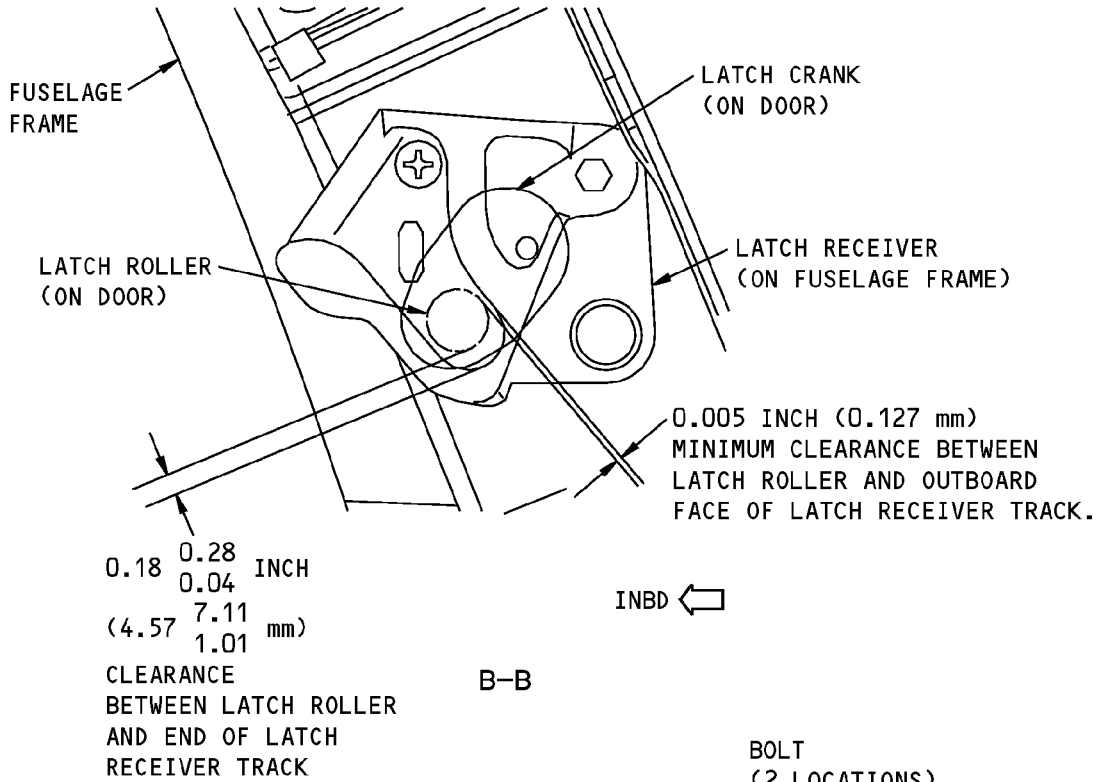 FUSELAGE
FRAME
LATCH CRANK
(ON DOOR)
LATCH ROLLER
(ON DOOR)
LATCH RECEIVER
(ON FUSELAGE FRAME)
0.005 INCH (0.127 mm)
MINIMUM CLEARANCE BETWEEN
LATCH ROLLER AND OUTBOARD
FACE OF LATCH RECEIVER TRACK.
0.18 0.28 INCH
0.04
(4.57 7.11 mm)
1.01
CLEARANCE
BETWEEN LATCH ROLLER
AND END OF LATCH
RECEIVER TRACK
INBD
B-B
BOLT
(2 LOCATIONS)